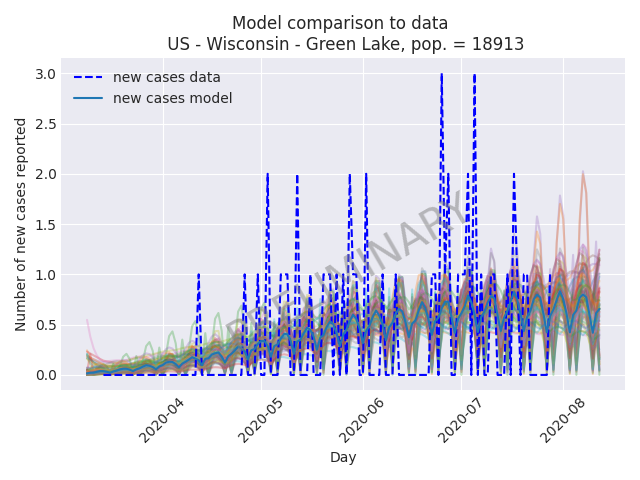 Model comparison to data
US - Wisconsin - Green Lake, pop. = 18913
3.0
2.5
2.0
1.5
1.0
0.5
0.0
Number of new cases reported
new cases data
new cases model
PRELIMINARY
2020-04
2020-05
2020-06
2020-07
2020-08
Day